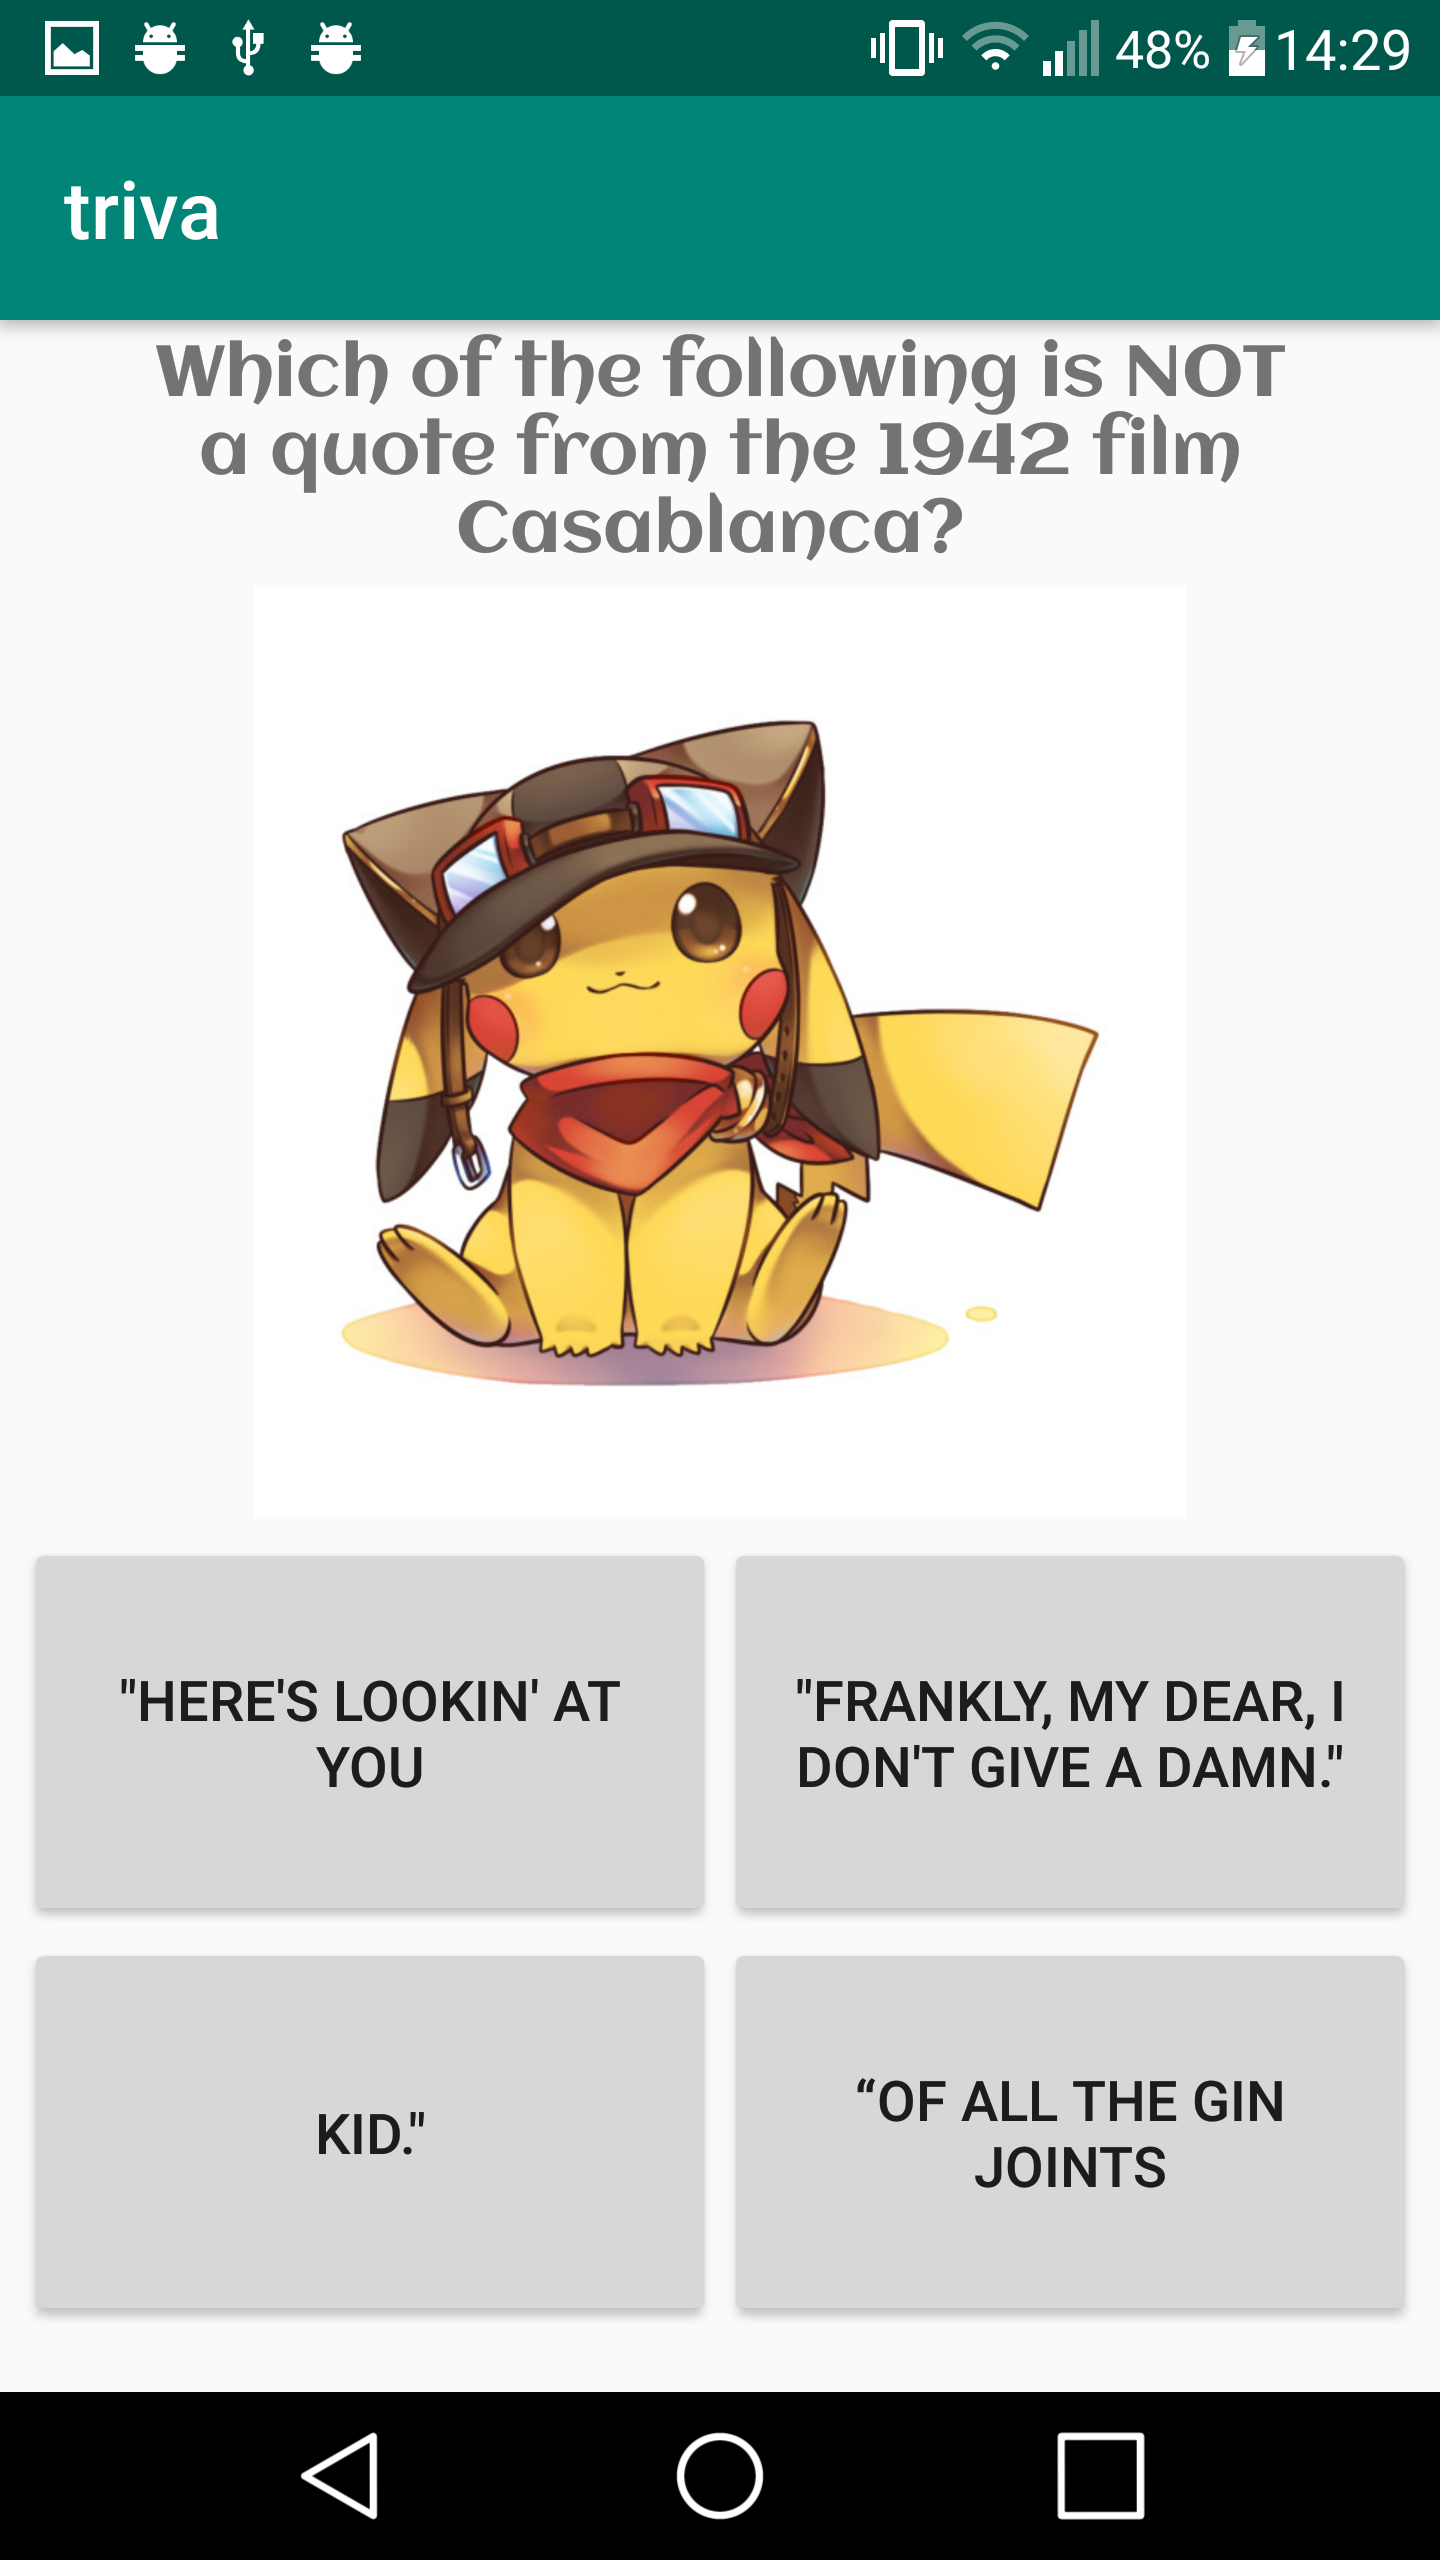 48% 14:29
triva
Which of the following is NOT
a quote from the 1942 film
Casablanca?
"HERE'S LOOKIN' AT
YOU
"FRANKLY, MY DEAR, I
DON'T GIVE A DAMN."
KID."
“OF ALL THE GIN
JOINTS